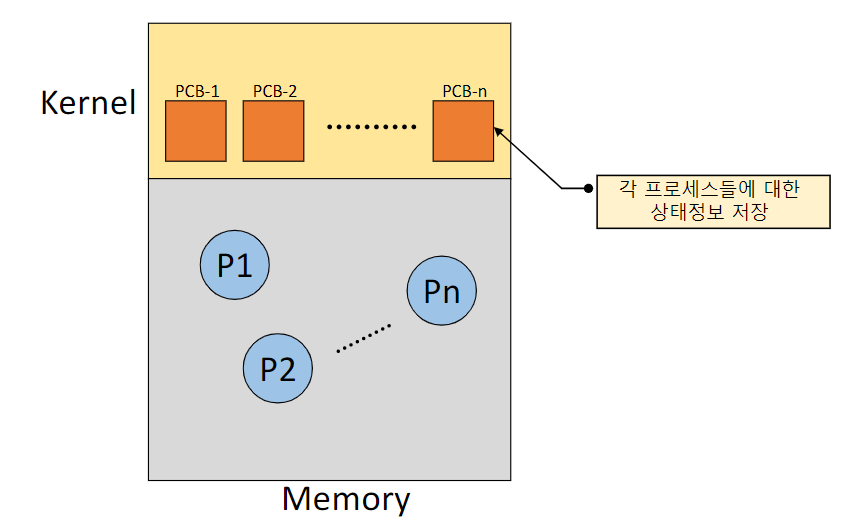 PCB-1
PCB-2
PCB-n
Kernel
각 프로세스들에 대한
상태정보 저장
P1
Pn
P2
Memory